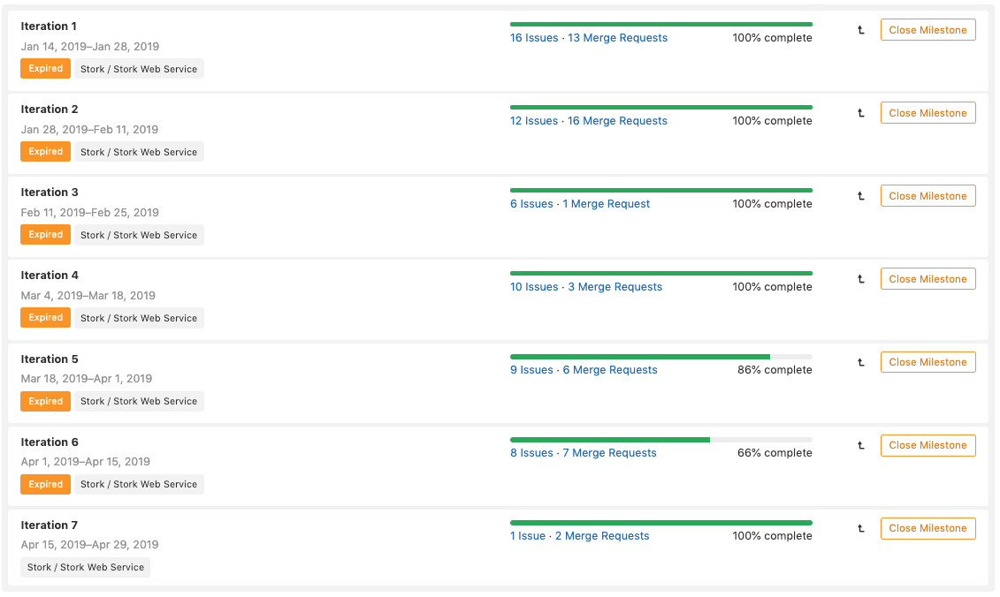 Iteration 1
16 Issues · 13 Merge Requests 100% complete Close Milestone
Jan 14, 2019–Jan 28, 2019
Expired Stork / Stork Web Service
Iteration 2
12 Issues · 16 Merge Requests 100% complete Close Milestone
Jan 28, 2019–Feb 11, 2019
Expired Stork / Stork Web Service
Iteration 3
6 Issues · 1 Merge Request 100% complete Close Milestone
Feb 11, 2019–Feb 25, 2019
Expired Stork / Stork Web Service
Iteration 4
10 Issues · 3 Merge Requests 100% complete Close Milestone
Mar 4, 2019–Mar 18, 2019
Expired Stork / Stork Web Service
Iteration 5
9 Issues · 6 Merge Requests 86% complete Close Milestone
Mar 18, 2019–Apr 1, 2019
Expired Stork / Stork Web Service
Iteration 6
8 Issues · 7 Merge Requests 66% complete Close Milestone
Apr 1, 2019–Apr 15, 2019
Expired Stork / Stork Web Service
Iteration 7
1 Issue · 2 Merge Requests 100% complete Close Milestone
Apr 15, 2019–Apr 29, 2019
Stork / Stork Web Service